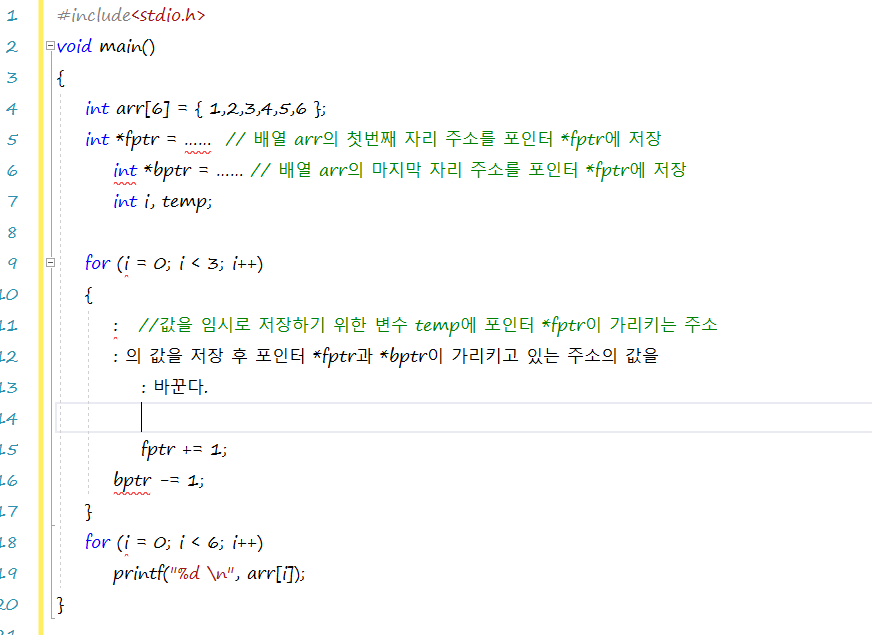 1 #include<stdio.h>
2 void main()
3 {
4 int arr[6] = { 1,2,3,4,5,6 };
5 int *fptr = ...... // 배열 arr의 첫번째 자리 주소를 포인터 *fptr에 저장
6 int *bptr = ...... // 배열 arr의 마지막 자리 주소를 포인터 *fptr에 저장
7 int i, temp;
8
9 for (i = 0; i < 3; i++)
10 {
11 : //값을 임시로 저장하기 위한 변수 temp에 포인터 *fptr이 가리키는 주소
12 : 의 값을 저장 후 포인터 *fptr과 *bptr이 가리키고 있는 주소의 값을
13 : 바꾼다.
14
15 fptr += 1;
16 bptr -= 1;
17 }
18 for (i = 0; i < 6; i++)
19 printf("%d \n", arr[i]);
20 }